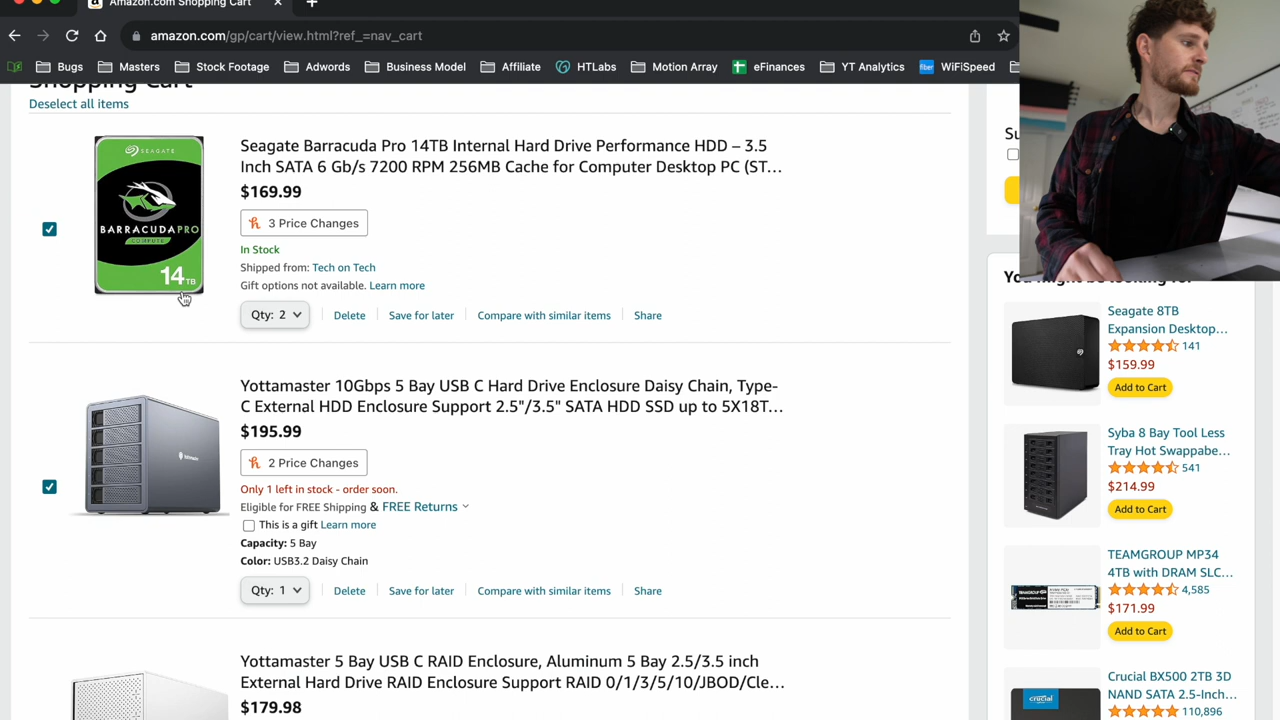 Amazon.com Shopping Cart
amazon.com/gp/cart/view.html?ref_=nav_cart
Bugs
Masters
Stock Footage
Adwords
Business Model
Affiliate
HTLabs
Motion Array
eFinances
YT Analytics
fiber
WiFiSpeed
Shopping Cart
Deselect all items
SEAGATE
BARRACUDAPRO
COMPUTE
14TB
Seagate Barracuda Pro 14TB Internal Hard Drive Performance HDD – 3.5
Inch SATA 6 Gb/s 7200 RPM 256MB Cache for Computer Desktop PC (ST...
$169.99
3 Price Changes
In Stock
Shipped from: Tech on Tech
Gift options not available. Learn more
Qty: 2
Delete
Save for later
Compare with similar items
Share
Yottamaster 10Gbps 5 Bay USB C Hard Drive Enclosure Daisy Chain, Type-
C External HDD Enclosure Support 2.5"/3.5" SATA HDD SSD up to 5X18T...
$195.99
2 Price Changes
Only 1 left in stock - order soon.
Eligible for FREE Shipping & FREE Returns
This is a gift Learn more
Capacity: 5 Bay
Color: USB3.2 Daisy Chain
Qty: 1
Delete
Save for later
Compare with similar items
Share
Yottamaster 5 Bay USB C RAID Enclosure, Aluminum 5 Bay 2.5/3.5 inch
External Hard Drive RAID Enclosure Support RAID 0/1/3/5/10/JBOD/Cle...
$179.98
Seagate 8TB
Expansion Desktop...
141
$159.99
Add to Cart
Syba 8 Bay Tool Less
Tray Hot Swappabe...
541
$214.99
Add to Cart
TEAMGROUP MP34
4TB with DRAM SLC...
4,585
$171.99
Add to Cart
crucial
Crucial BX500 2TB 3D
NAND SATA 2.5-Inch...
110,896
$84.99